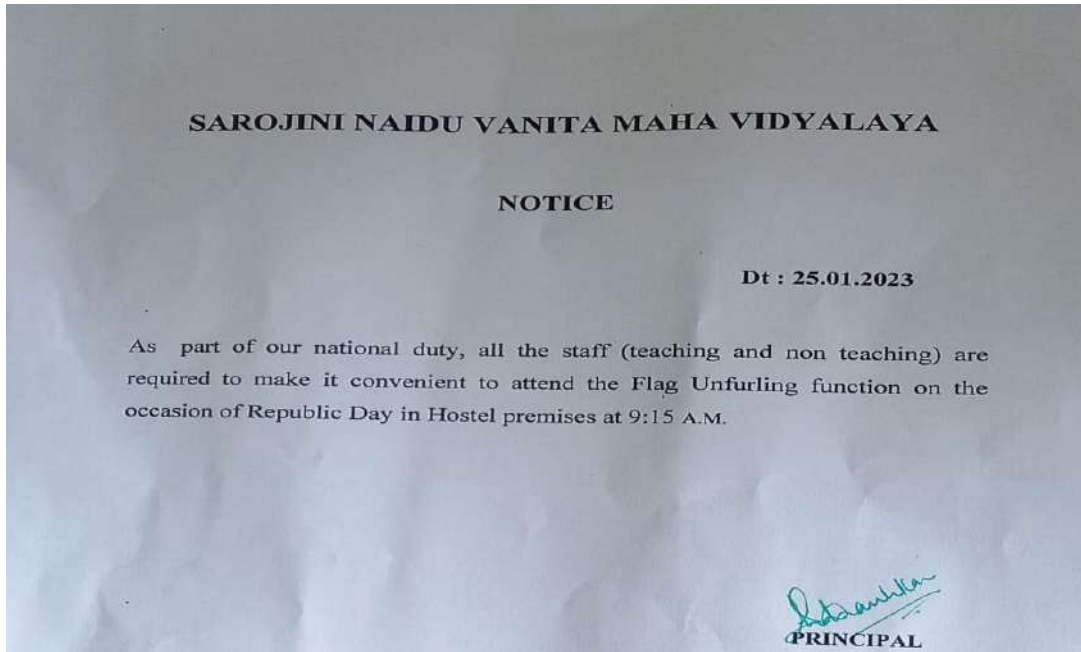 SAROJINI NAIDU VANITA MAHA VIDYALAYA
NOTICE
Dt : 25.01.2023
As part of our national duty, all the staff (teaching and non teaching) are
required to make it convenient to attend the Flag Unfurling function on the
occasion of Republic Day in Hostel premises at 9:15 A.M.
PRINCIPAL